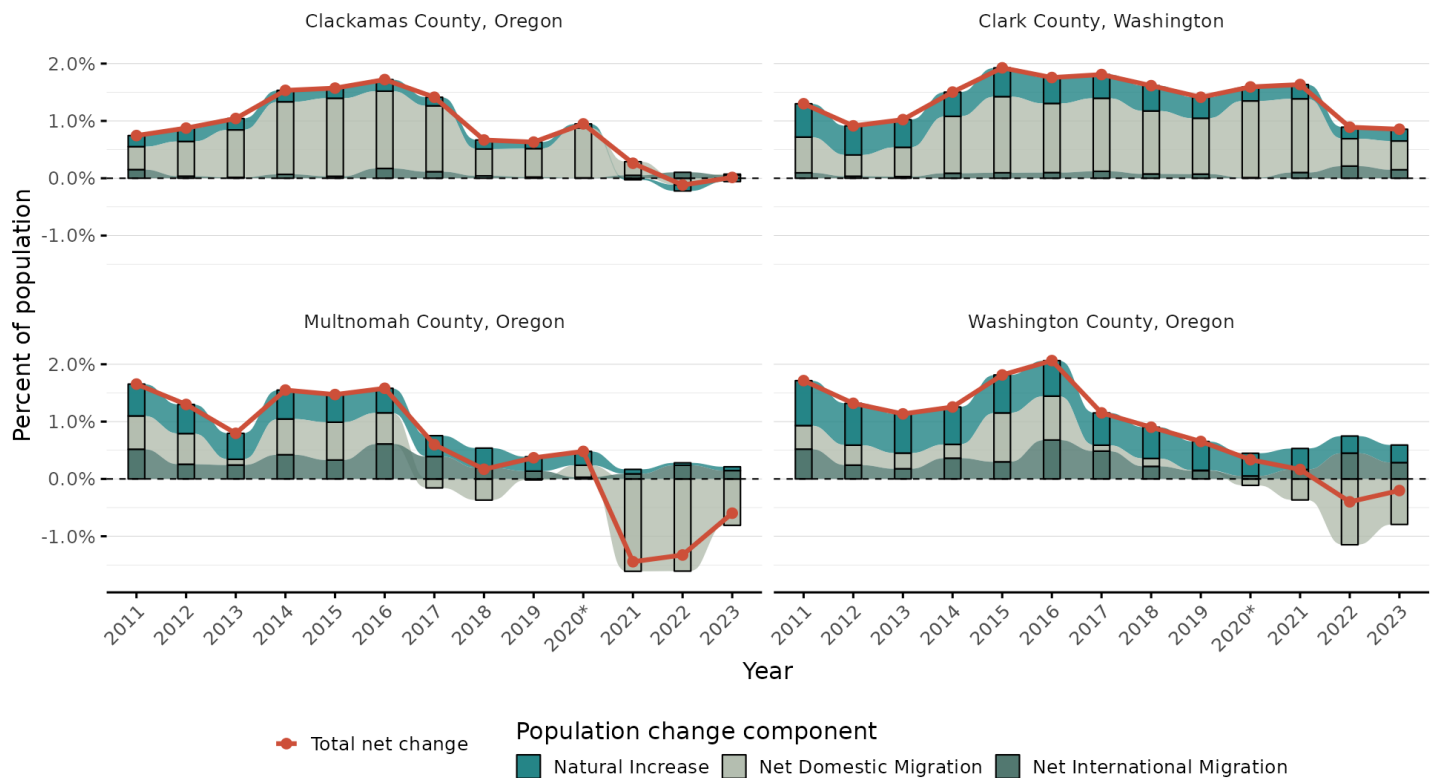 Clackamas County, Oregon
Clark County, Washington
2.0%
1.0%
0.0%
-1.0%
Percent of population
Multnomah County, Oregon
Washington County, Oregon
2.0%
1.0%
0.0%
-1.0%
2011 2012 2013 2014 2015 2016 2017 2018 2019 2020* 2021 2022 2023
2011 2012 2013 2014 2015 2016 2017 2018 2019 2020* 2021 2022 2023
Year
Population change component
Total net change
Natural Increase
Net Domestic Migration
Net International Migration